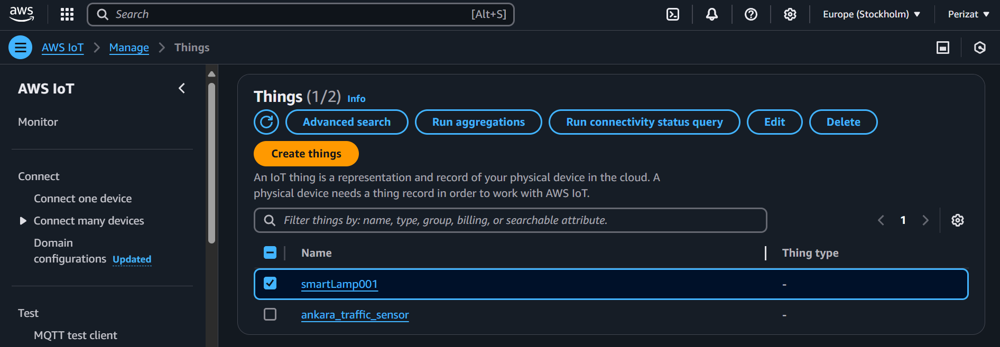 aws
Search
[Alt+S]
Europe (Stockholm)
Perizat
AWS IoT
Manage
Things
AWS IoT
Monitor
Connect
Connect one device
Connect many devices
Domain
configurations Updated
Test
MQTT test client
Things (1/2) Info
Advanced search
Run aggregations
Run connectivity status query
Edit
Delete
Create things
An IoT thing is a representation and record of your physical device in the cloud. A
physical device needs a thing record in order to work with AWS IoT.
Filter things by: name, type, group, billing, or searchable attribute.
1
Name
Thing type
smartLamp001
-
ankara_traffic_sensor
-